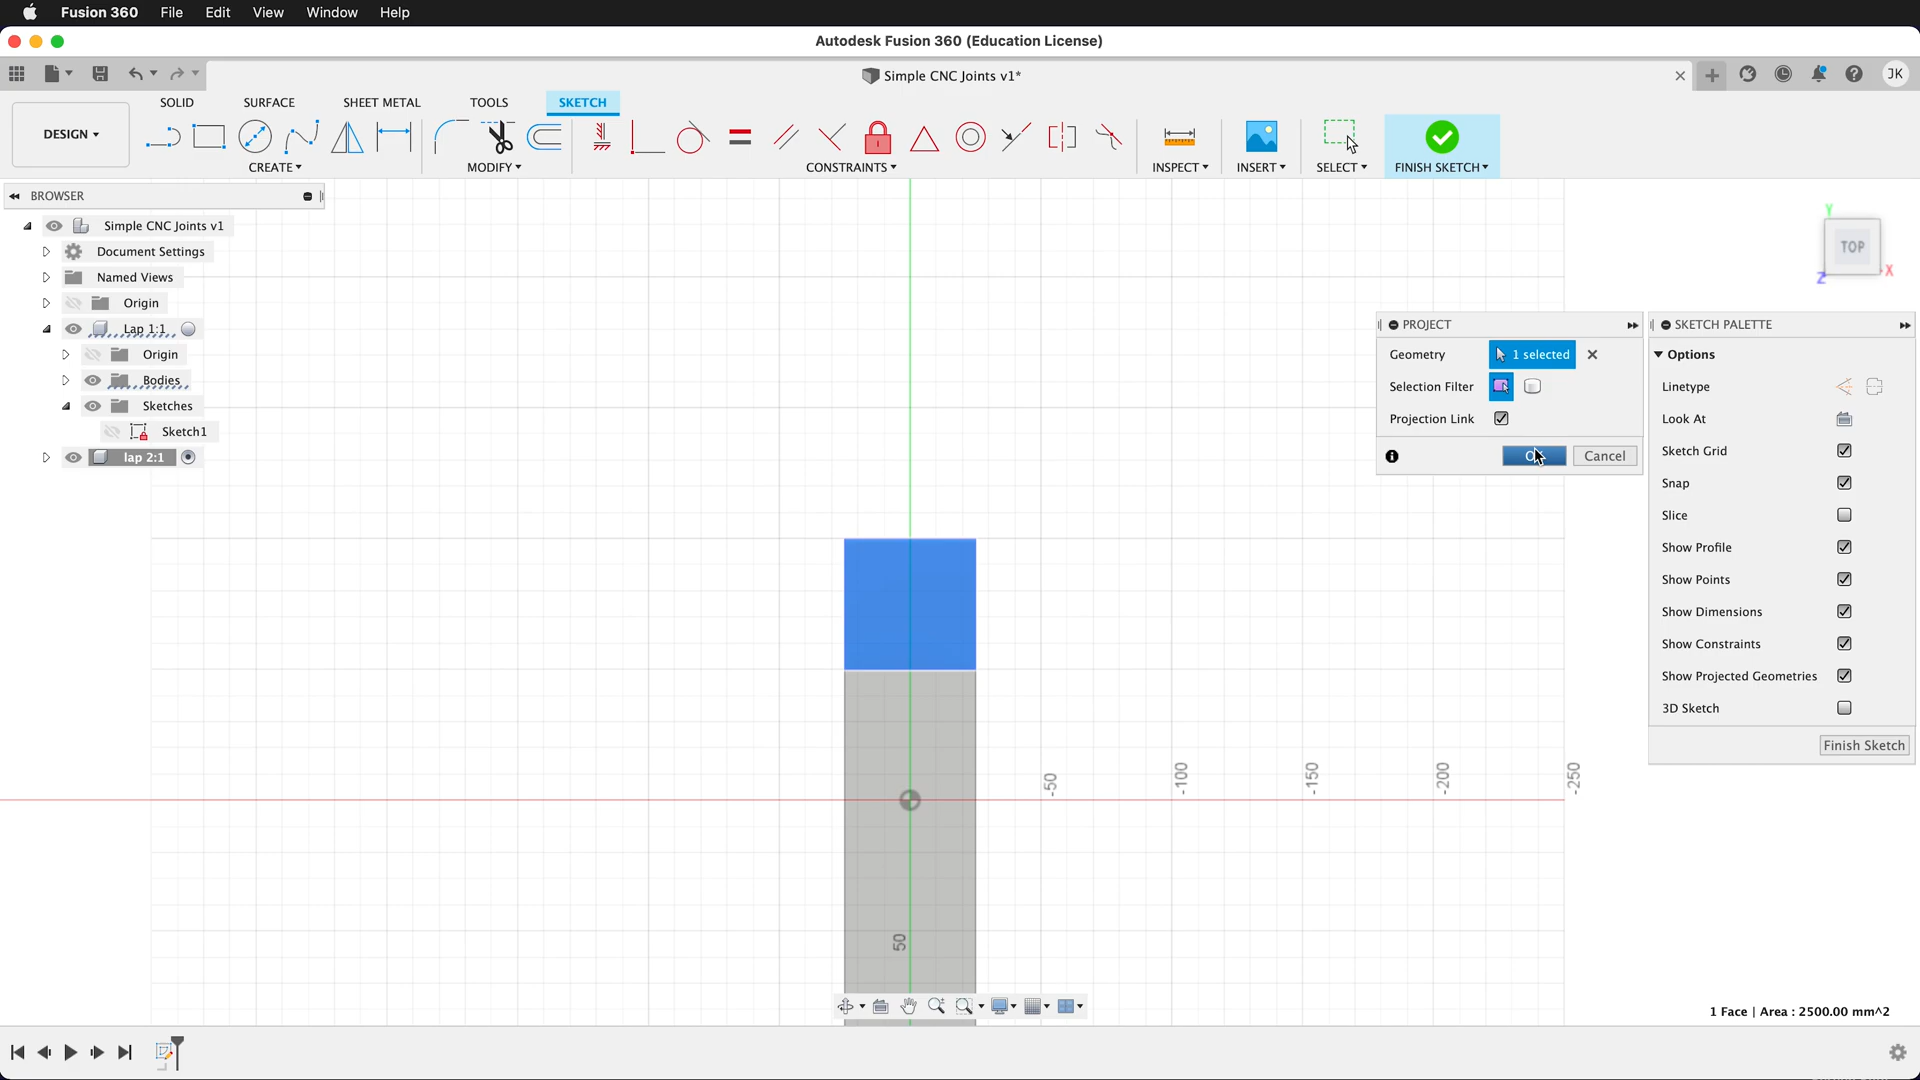 Fusion 360 File Edit View Window Help
Autodesk Fusion 360 (Education License)
Simple CNC Joints v1*
JK
SOLID SURFACE SHEET METAL TOOLS SKETCH
DESIGN
CREATE MODIFY CONSTRAINTS INSPECT INSERT SELECT FINISH SKETCH
BROWSER
Simple CNC Joints v1
Document Settings
Named Views
Origin
Lap 1:1
Origin
Bodies
Sketches
Sketch1
lap 2:1
Y
TOP
X
Z
PROJECT
Geometry 1 selected
Selection Filter
Projection Link
Cancel
SKETCH PALETTE
Options
Linetype
Look At
Sketch Grid
Snap
Slice
Show Profile
Show Points
Show Dimensions
Show Constraints
Show Projected Geometries
3D Sketch
Finish Sketch
-50
-100
-150
-200
-250
50
1 Face | Area : 2500.00 mm^2